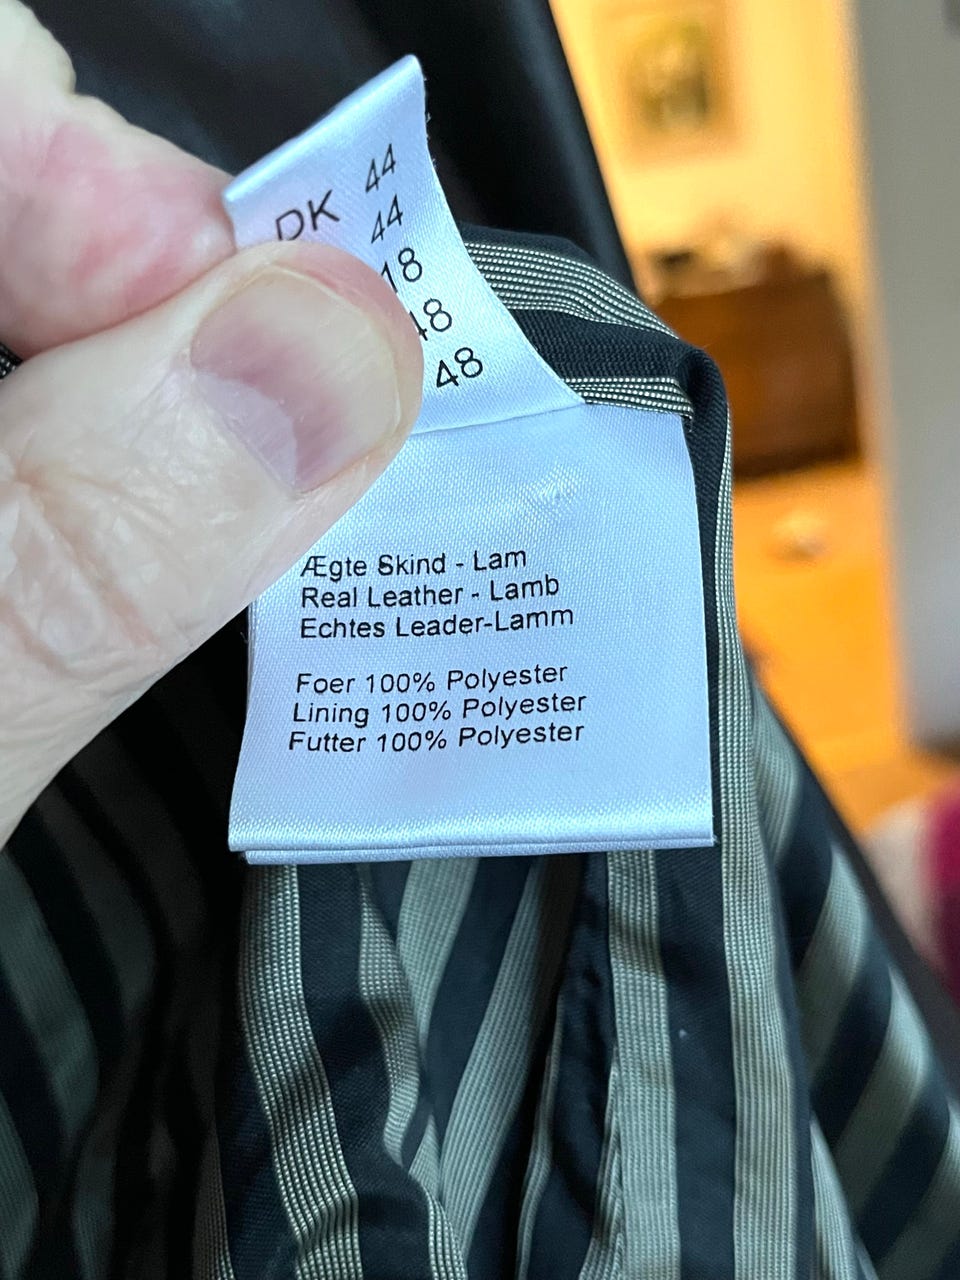 DK 44
44
18
48
48
Ægte Skind - Lam
Real Leather - Lamb
Echtes Leader-Lamm
Foer 100% Polyester
Lining 100% Polyester
Futter 100% Polyester